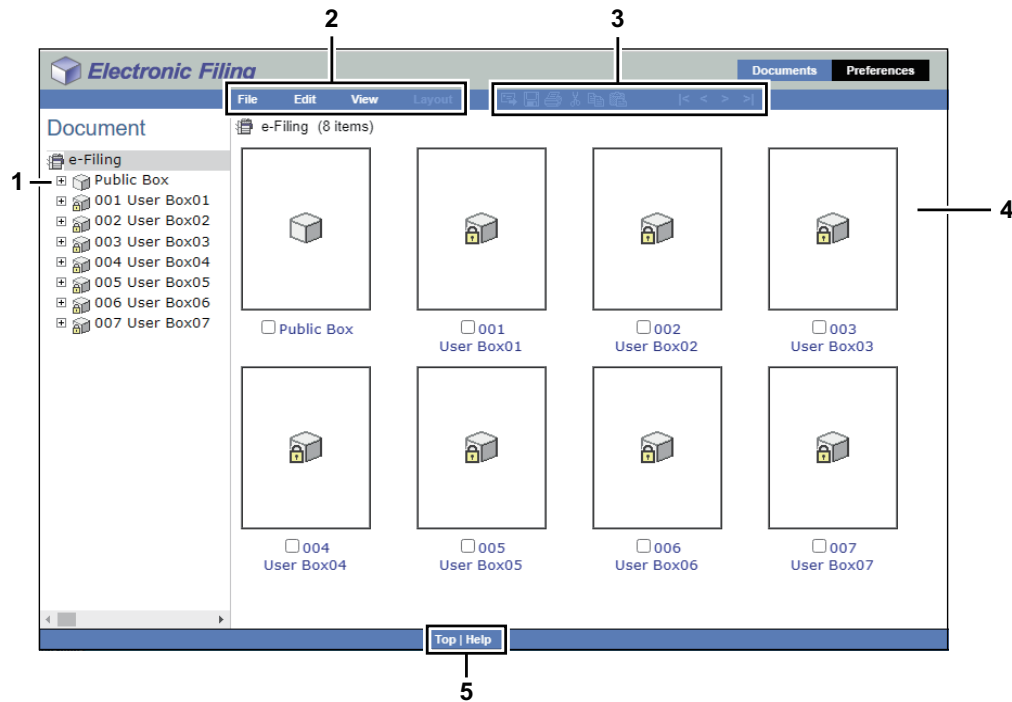 2
3
Electronic Filing
Documents Preferences
File Edit View Layout |< < > >|
Document
e-Filing (8 items)
e-Filing
1
Public Box
001 User Box01
002 User Box02
003 User Box03
004 User Box04
005 User Box05
006 User Box06
007 User Box07
4
Public Box
001
User Box01
002
User Box02
003
User Box03
004
User Box04
005
User Box05
006
User Box06
007
User Box07
Top | Help
5